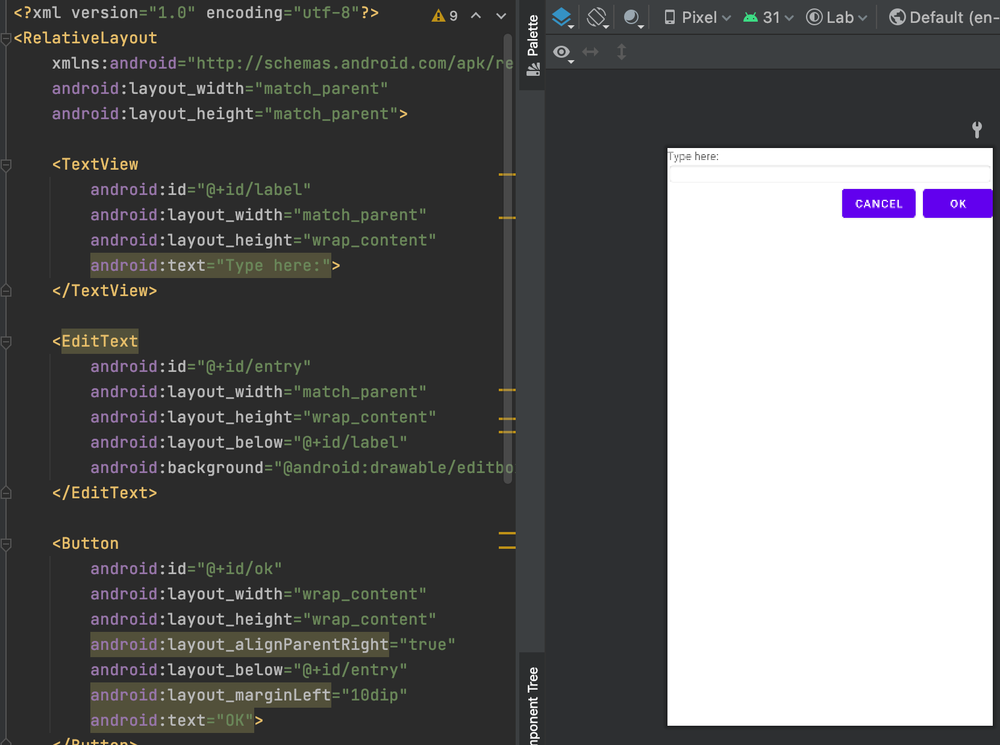 <?xml version="1.0" encoding="utf-8"?>
<RelativeLayout
xmlns:android="http://schemas.android.com/apk/re
android:layout_width="match_parent"
android:layout_height="match_parent">
<TextView
android:id="@+id/label"
android:layout_width="match_parent"
android:layout_height="wrap_content"
android:text="Type here:">
</TextView>
<EditText
android:id="@+id/entry"
android:layout_width="match_parent"
android:layout_height="wrap_content"
android:layout_below="@+id/label"
android:background="@android:drawable/editbo
</EditText>
<Button
android:id="@+id/ok"
android:layout_width="wrap_content"
android:layout_height="wrap_content"
android:layout_alignParentRight="true"
android:layout_below="@+id/entry"
android:layout_marginLeft="10dip"
android:text="OK">
</Button>
9
Palette
mponent Tree
Pixel 31 Lab Default (en-
Type here:
CANCEL OK